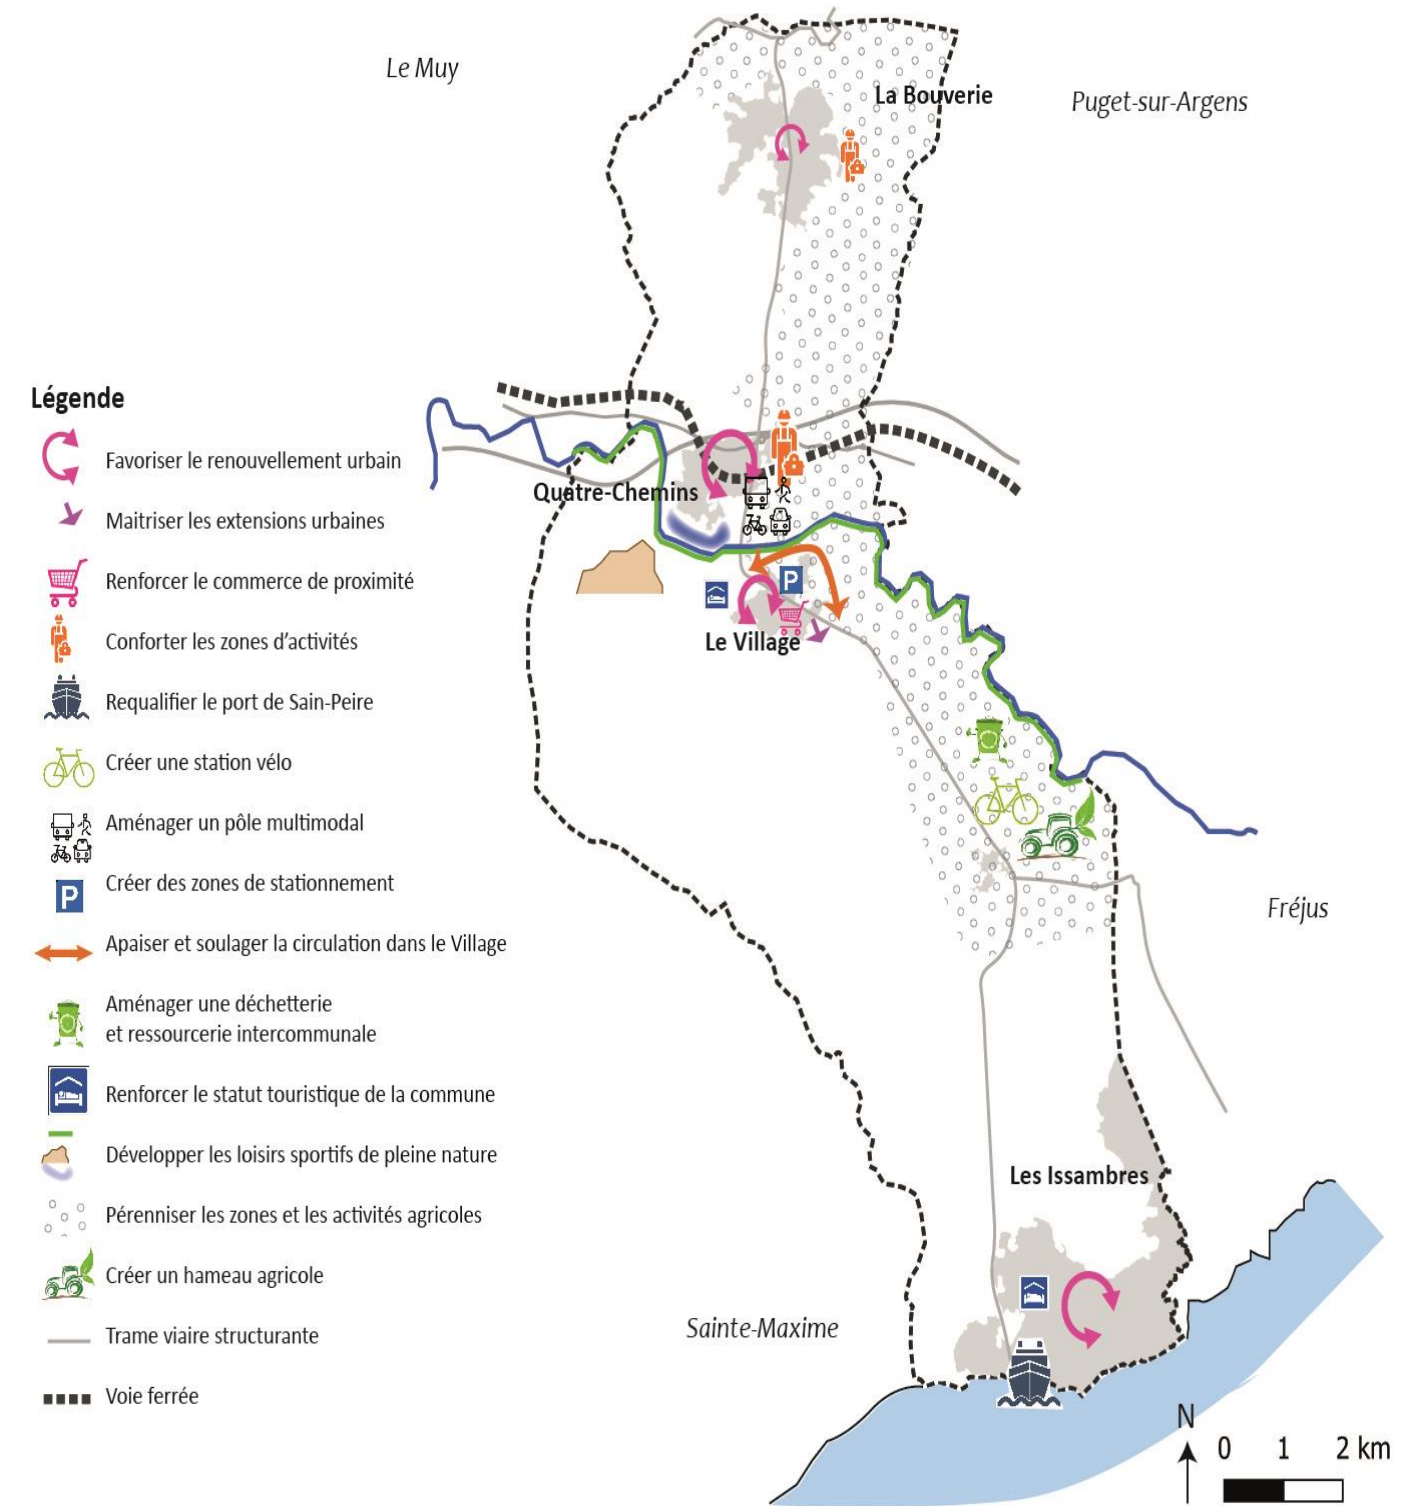 Le Muy
La Bouverie
Puget-sur-Argens
Légende
Favoriser le renouvellement urbain
Maitriser les extensions urbaines
Renforcer le commerce de proximité
Conforter les zones d'activités
Requalifier le port de Sain-Peire
Créer une station vélo
Aménager un pôle multimodal
P
Créer des zones de stationnement
Apaiser et soulager la circulation dans le Village
Aménager une déchetterie
et ressourcerie intercommunale
Renforcer le statut touristique de la commune
Développer les loisirs sportifs de pleine nature
Pérenniser les zones et les activités agricoles
Créer un hameau agricole
Trame viaire structurante
Voie ferrée
Quatre-Chemins
P
Le Village
Fréjus
Les Issambres
Sainte-Maxime
N
0 1 2 km